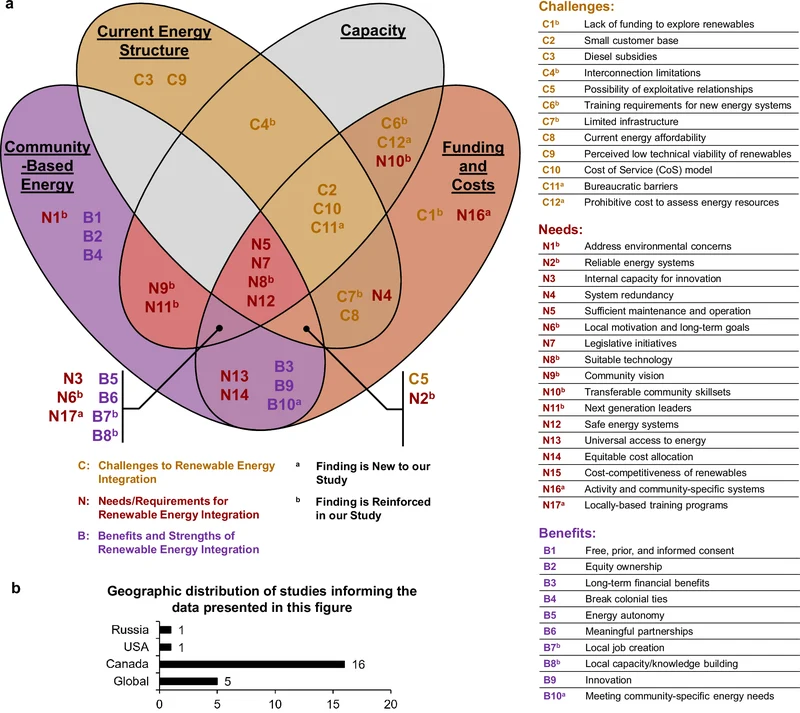 a
Current Energy
Structure
Capacity
Community
-Based
Energy
Funding
and
Costs
C3 C9
C4b
C6b
C12a
N10b
N1b B1
B2
B4
C2
C10
C11a
C1b N16a
N5
N7
N8b
N12
N9b
N11b
C7b N4
C8
N13
N14
B3
B9
B10a
N3 B5
N6b B6
N17a B7b
B8b
C5
N2b
C: Challenges to Renewable Energy
Integration
N: Needs/Requirements for
Renewable Energy Integration
B: Benefits and Strengths of
Renewable Energy Integration
a Finding is New to our
Study
b Finding is Reinforced
in our Study
Challenges:
C1b Lack of funding to explore renewables
C2 Small customer base
C3 Diesel subsidies
C4b Interconnection limitations
C5 Possibility of exploitative relationships
C6b Training requirements for new energy systems
C7b Limited infrastructure
C8 Current energy affordability
C9 Perceived low technical viability of renewables
C10 Cost of Service (CoS) model
C11a Bureaucratic barriers
C12a Prohibitive cost to assess energy resources
Needs:
N1b Address environmental concerns
N2b Reliable energy systems
N3 Internal capacity for innovation
N4 System redundancy
N5 Sufficient maintenance and operation
N6b Local motivation and long-term goals
N7 Legislative initiatives
N8b Suitable technology
N9b Community vision
N10b Transferable community skillsets
N11b Next generation leaders
N12 Safe energy systems
N13 Universal access to energy
N14 Equitable cost allocation
N15 Cost-competitiveness of renewables
N16a Activity and community-specific systems
N17a Locally-based training programs
Benefits:
B1 Free, prior, and informed consent
B2 Equity ownership
B3 Long-term financial benefits
B4 Break colonial ties
B5 Energy autonomy
B6 Meaningful partnerships
B7b Local job creation
B8b Local capacity/knowledge building
B9 Innovation
B10a Meeting community-specific energy needs
b
Geographic distribution of studies informing the
data presented in this figure
Russia 1
USA 1
Canada 16
Global 5
0 5 10 15 20